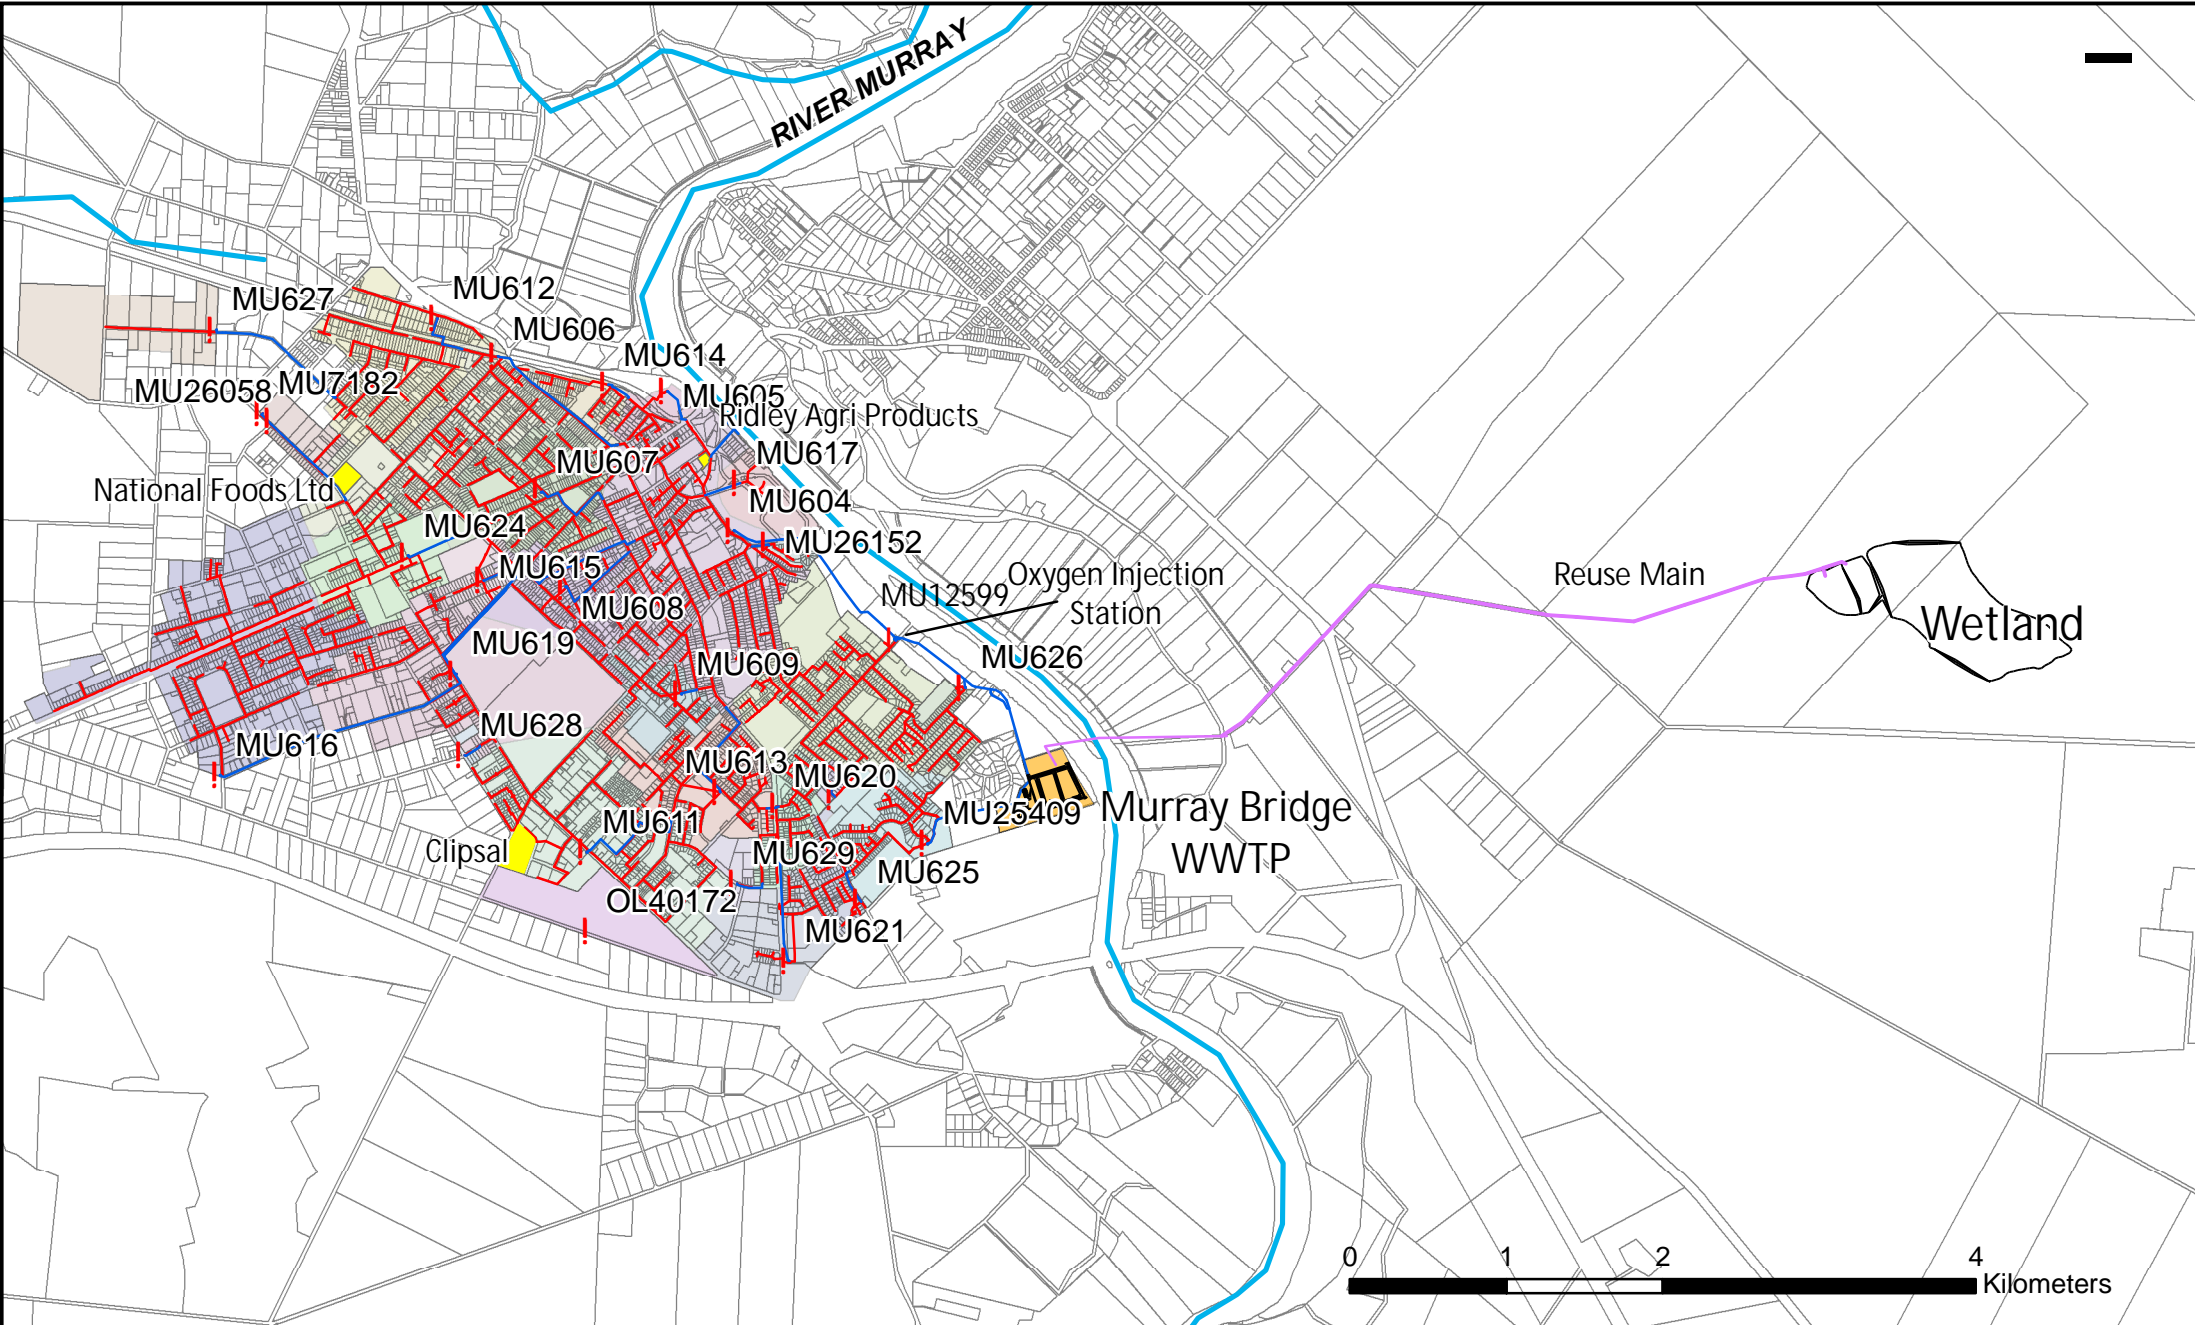 RIVER MURRAY
MU627
MU612
MU606
MU614
MU26058
MU7182
MU605
Ridley Agri Products
MU617
MU607
National Foods Ltd
MU604
MU624
MU26152
MU615
MU12599
Oxygen Injection
Station
Reuse Main
MU608
Wetland
MU619
MU609
MU626
MU628
MU616
MU613
MU620
MU25409
Murray Bridge
WWTP
MU611
Clipsal
MU629
MU625
OL40172
MU621
0 1 2 4
Kilometers